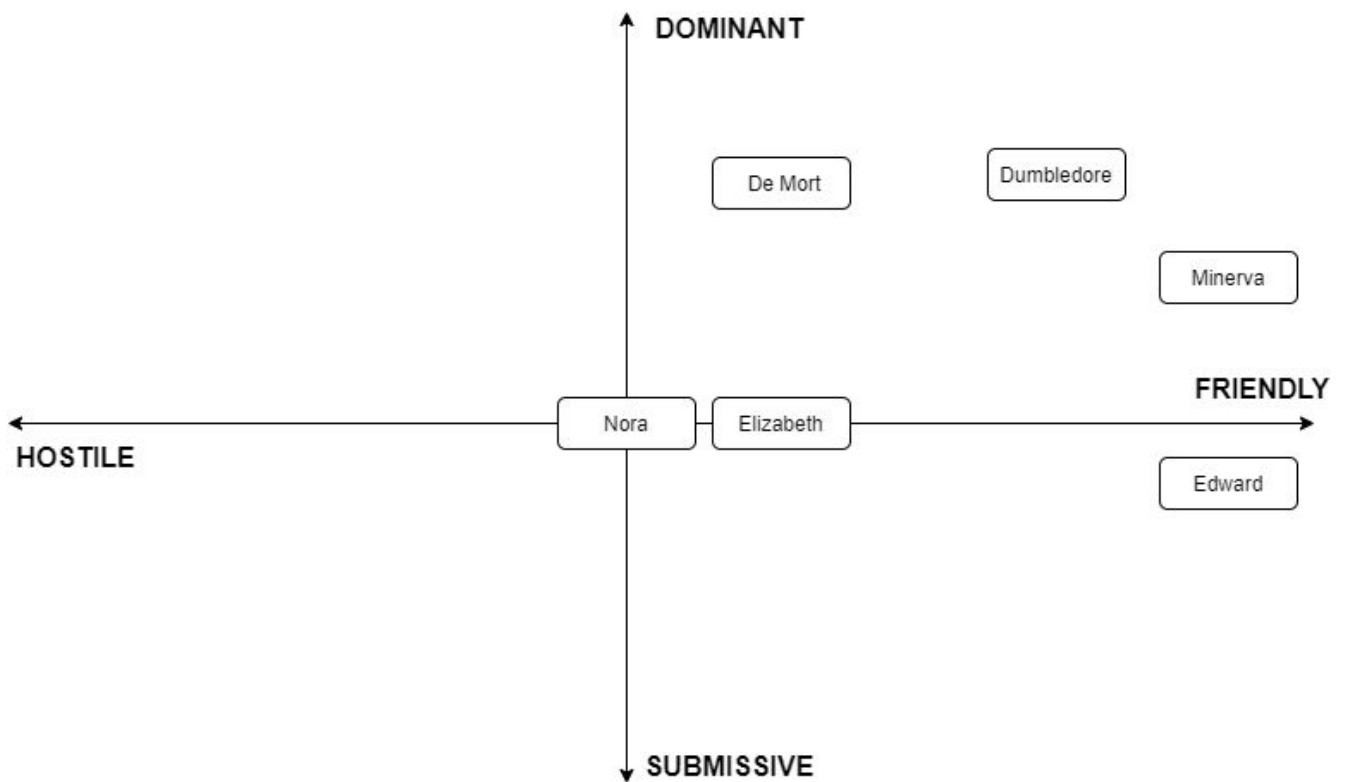 DOMINANT
De Mort
Dumbledore
Minerva
FRIENDLY
Nora
Elizabeth
HOSTILE
Edward
SUBMISSIVE